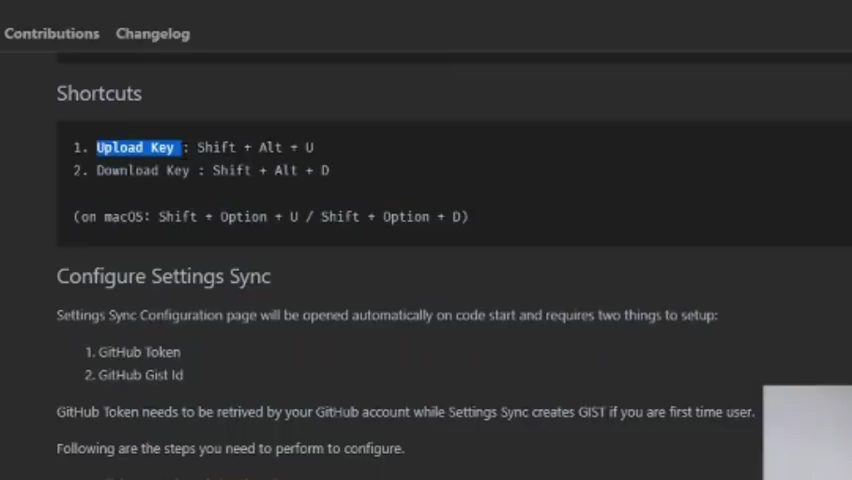 Contributions Changelog
Shortcuts
1. Upload Key : Shift + Alt + U
2. Download Key : Shift + Alt + D
(on macOS: Shift + Option + U / Shift + Option + D)
Configure Settings Sync
Settings Sync Configuration page will be opened automatically on code start and requires two things to setup:
1. GitHub Token
2. GitHub Gist Id
GitHub Token needs to be retrived by your GitHub account while Settings Sync creates GIST if you are first time user.
Following are the steps you need to perform to configure.